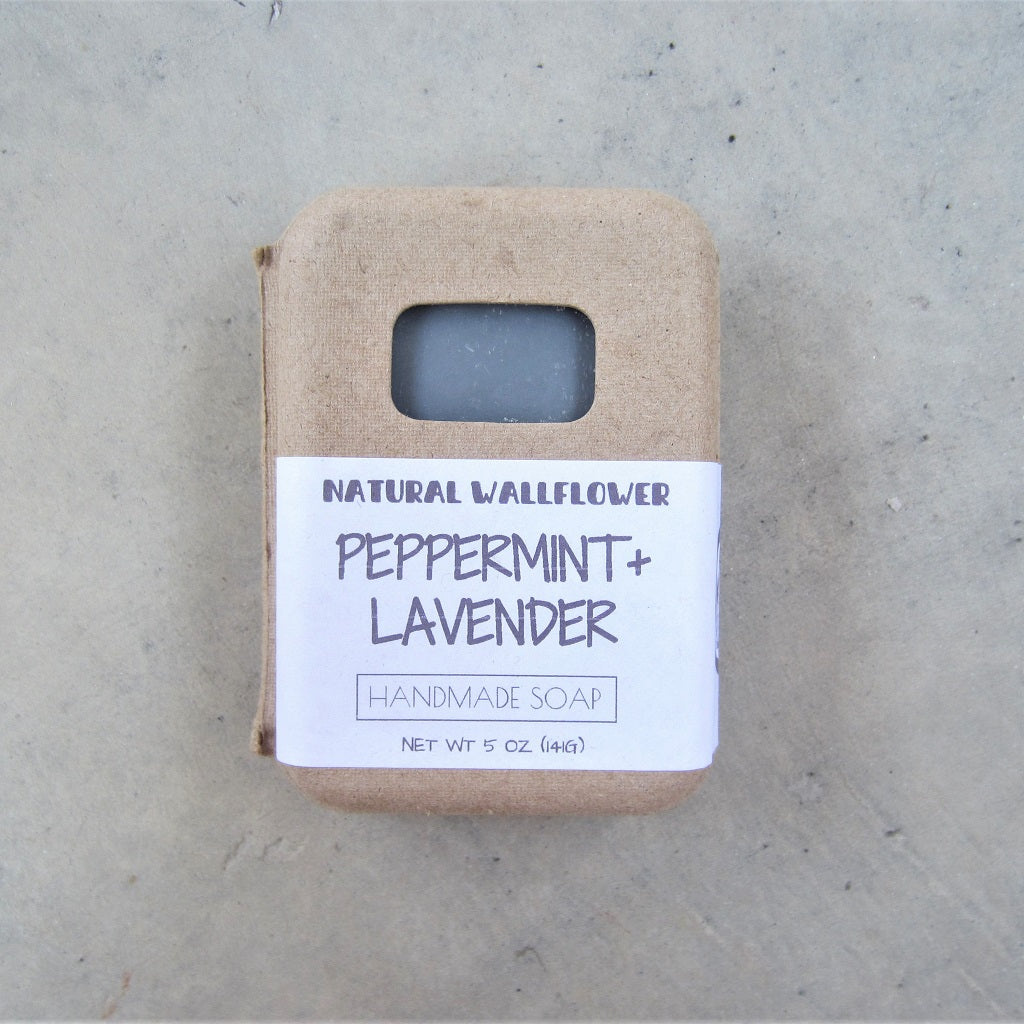 NATURAL WALLFLOWER
PEPPERMINT+
LAVENDER
HANDMADE SOAP
NET WT 5 OZ (141G)